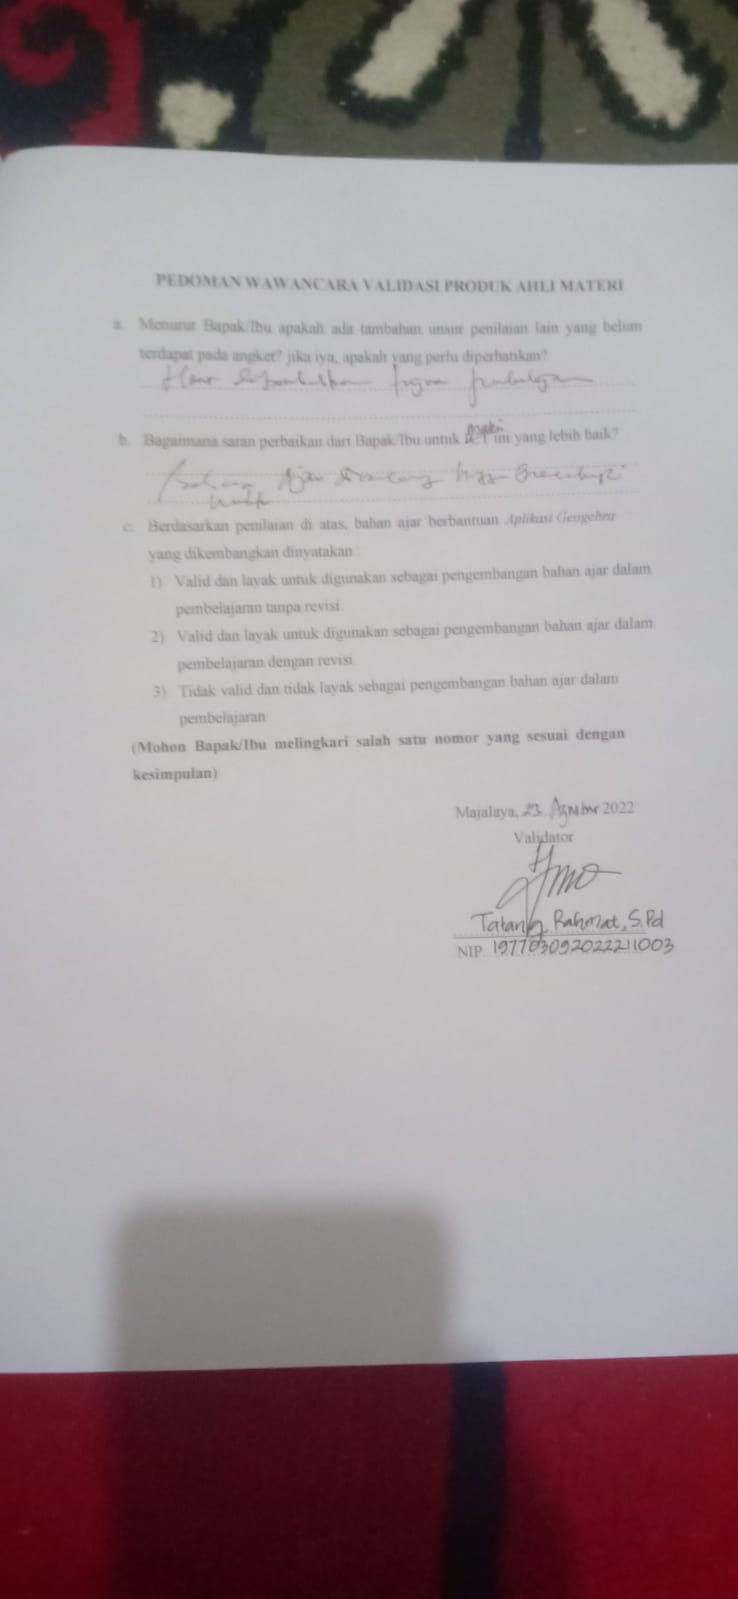 PEDOMAN WAWANCARA VALIDASI PRODUK AHLI MATERI
a. Menurut Bapak/Ibu apakah ada tambahan unsur penilaian lain yang belum
terdapat pada angket? jika iya, apakah yang perlu diperhatikan?
Harus
b. Bagaimana saran perbaikan dari Bapak/Ibu untuk ini yang lebih baik?
Bahan Ajar
c. Berdasarkan penilaian di atas, bahan ajar berbantuan Aplikasi Geogebra
yang dikembangkan dinyatakan :
1) Valid dan layak untuk digunakan sebagai pengembangan bahan ajar dalam
pembelajaran tanpa revisi
2) Valid dan layak untuk digunakan sebagai pengembangan bahan ajar dalam
pembelajaran dengan revisi
3) Tidak valid dan tidak layak sebagai pengembangan bahan ajar dalam
pembelajaran
(Mohon Bapak/Ibu melingkari salah satu nomor yang sesuai dengan
kesimpulan)
Majalaya, 23 Agustus 2022
Validator
Tatang Rahmat, S.Pd
NIP. 197703092022211003